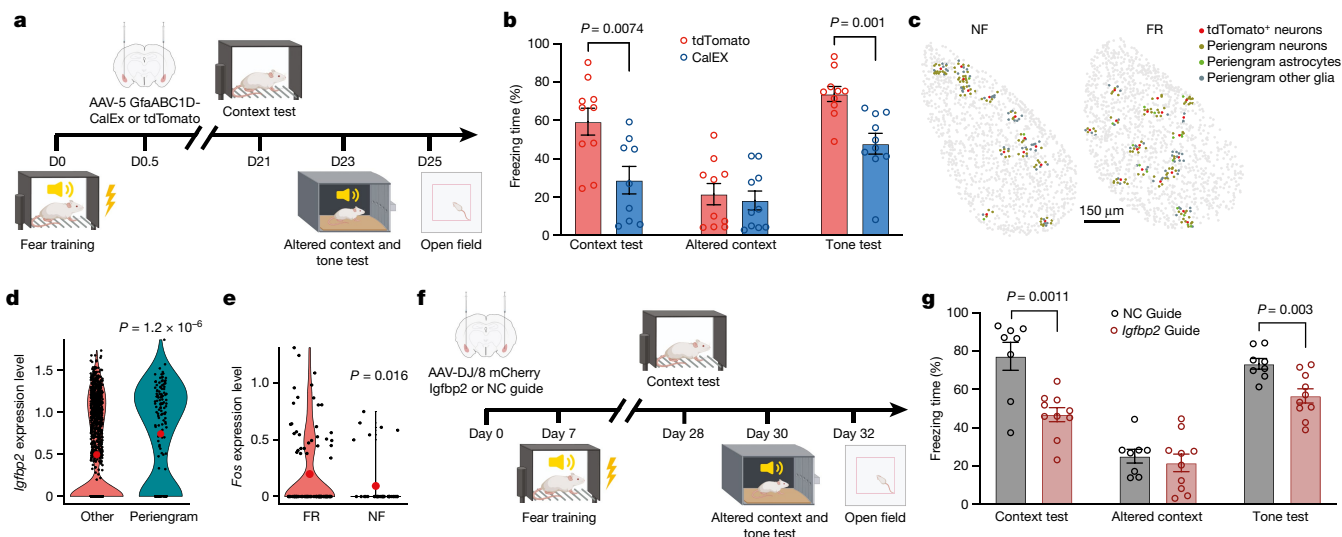 a
AAV-5 GfaABC1D-
CalEx or tdTomato
Context test
D0
D0.5
D21
D23
D25
Fear training
Altered context and
tone test
Open field
b
P = 0.0074
P = 0.001
tdTomato
CalEX
Freezing time (%)
100
80
60
40
20
0
Context test
Altered context
Tone test
c
NF
FR
tdTomato+ neurons
Periengram neurons
Periengram astrocytes
Periengram other glia
150 μm
d
P = 1.2 × 10−6
Igfbp2 expression level
1.5
1.0
0.5
0
Other
Periengram
e
P = 0.016
Fos expression level
1.0
0.5
0
FR
NF
f
AAV-DJ/8 mCherry
Igfbp2 or NC guide
Context test
Day 0
Day 7
Day 28
Day 30
Day 32
Fear training
Altered context and
tone test
Open field
g
P = 0.0011
P = 0.003
NC Guide
Igfbp2 Guide
Freezing time (%)
100
80
60
40
20
0
Context test
Altered context
Tone test